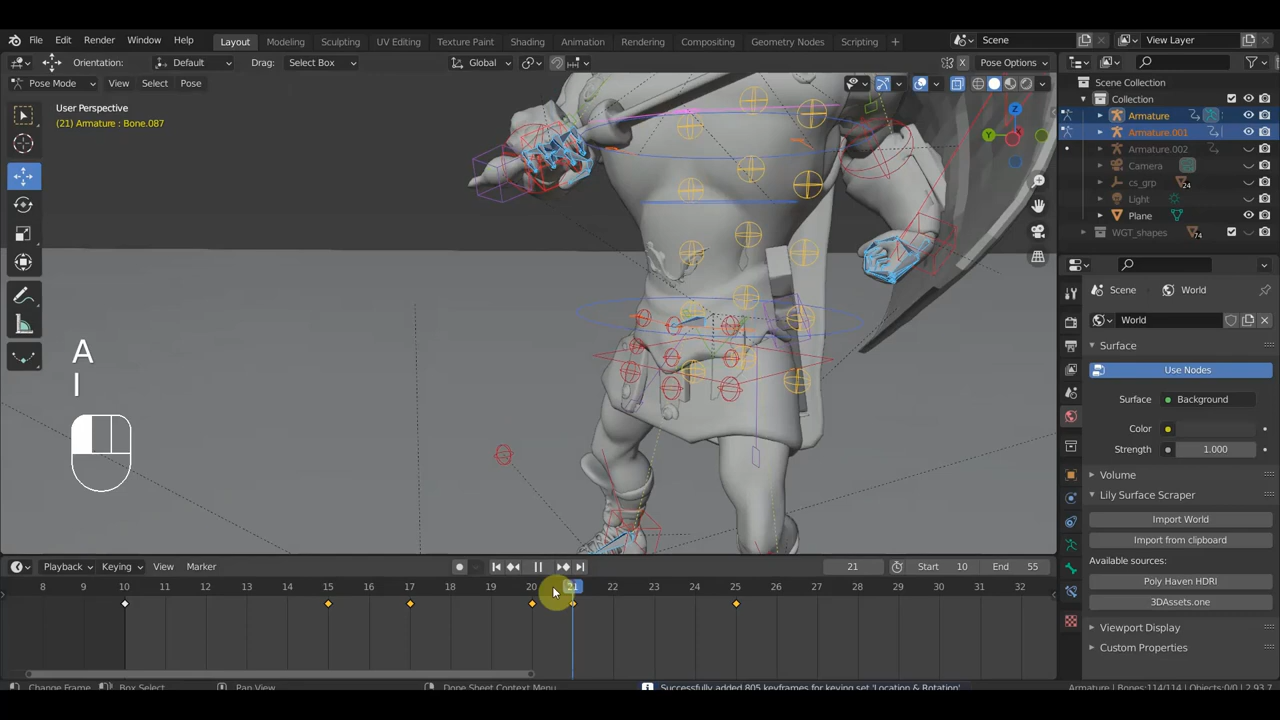 File Edit Render Window Help Layout Modeling Sculpting UV Editing Texture Paint Shading Animation Rendering Compositing Geometry Nodes Scripting + Scene View Layer
Orientation: Default Drag: Select Box Global Pose Options
Pose Mode View Select Pose
User Perspective
(21) Armature : Bone.087
Z
Y
Scene Collection
Collection
Armature
Armature.001
Armature.002
Camera
cs_grp 24
Light
Plane
WGT_shapes 74
Scene World
World
Surface
Use Nodes
Surface Background
Color
Strength 1.000
Volume
Lily Surface Scraper
Import World
Import from clipboard
Available sources:
Poly Haven HDRI
3DAssets.one
Viewport Display
Custom Properties
A
I
Playback Keying View Marker 21 Start 10 End 55
8 9 10 11 12 13 14 15 16 17 18 19 20 21 22 23 24 25 26 27 28 29 30 31 32
Change Frame Box Select Pan View Dope Sheet Context Menu Successfully added 805 keyframes for keying set 'Location & Rotation' Armature | Bones:114/114 | Objects:0/0 | 2.93.7